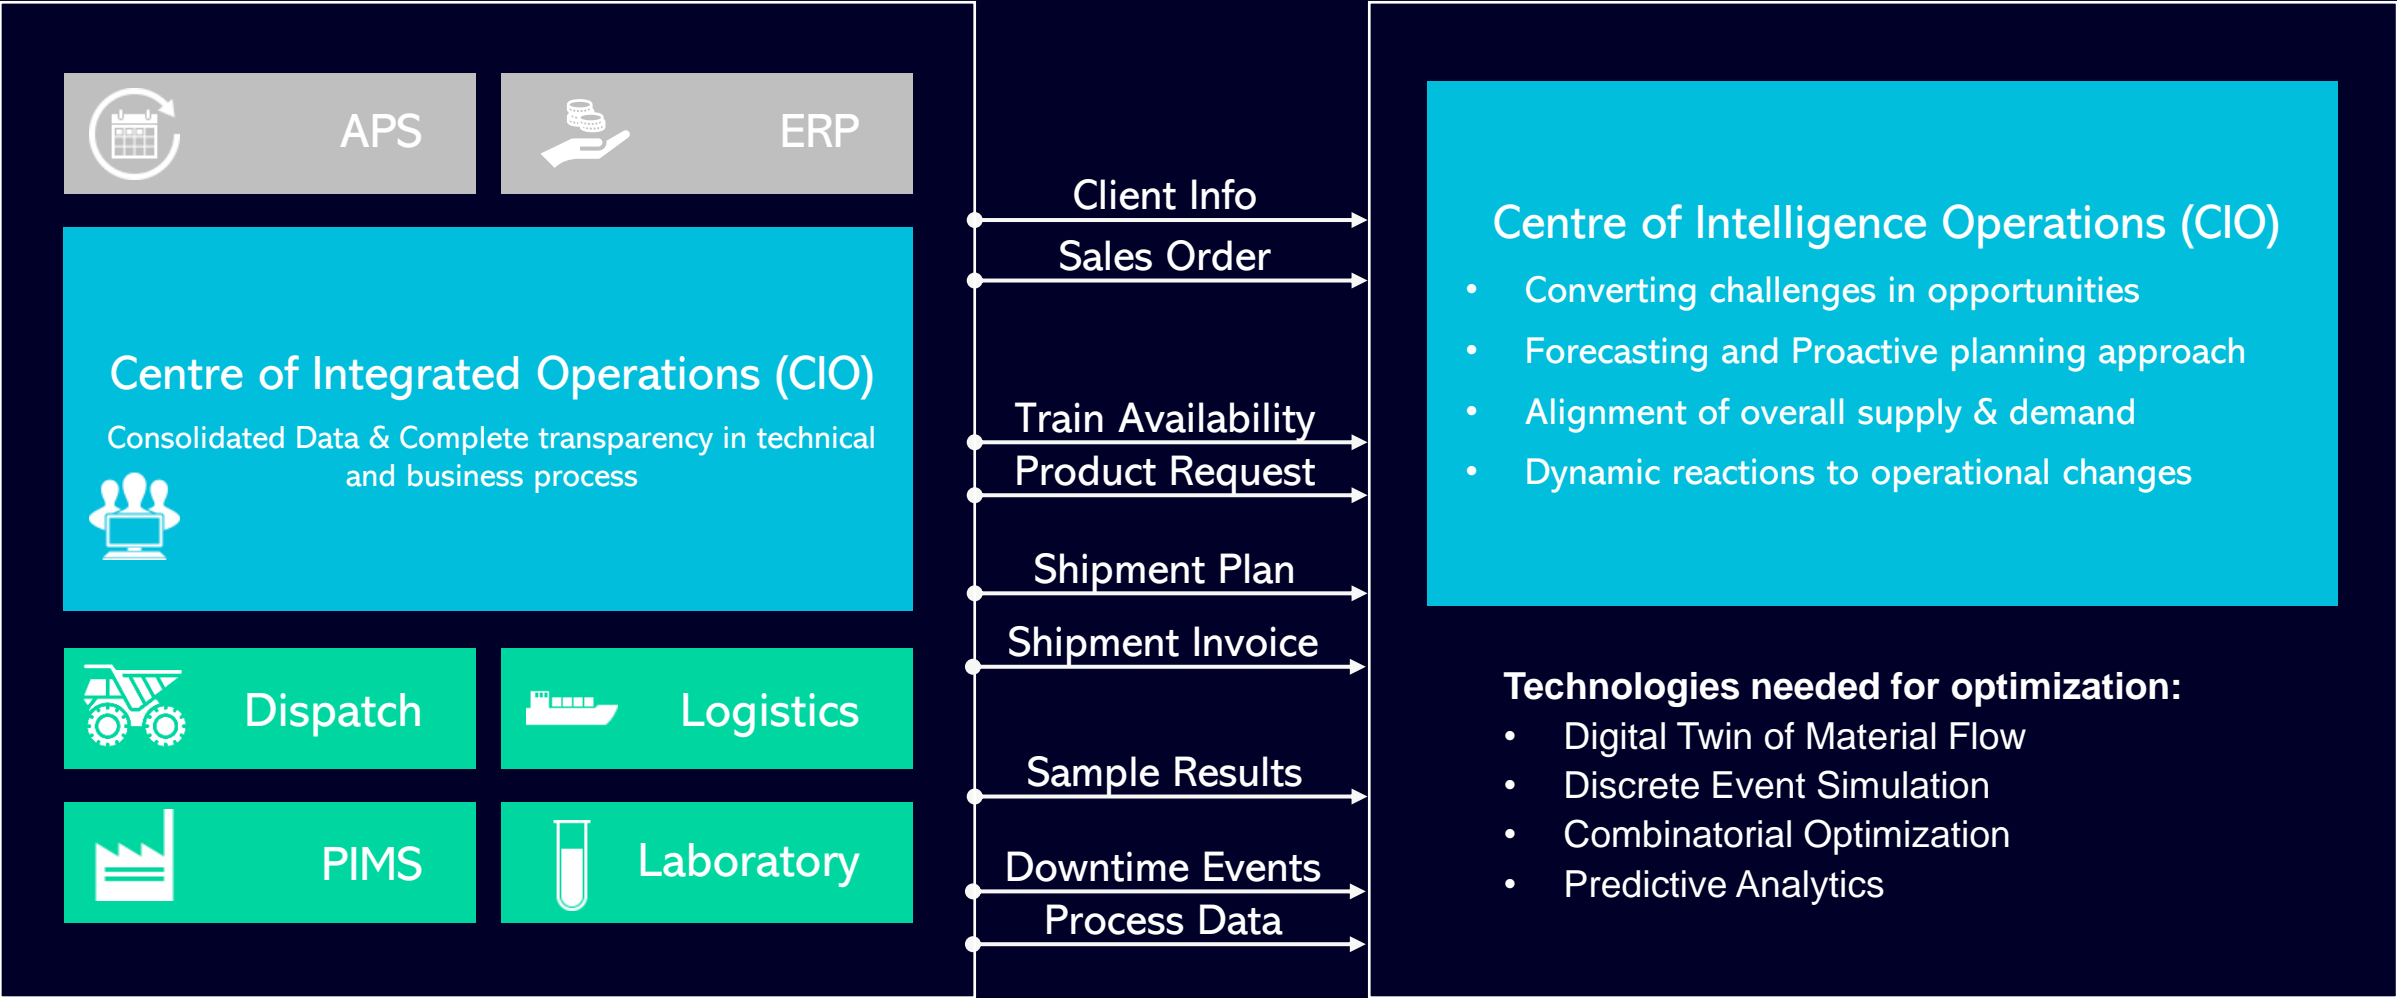 APS
ERP
Centre of Integrated Operations (CIO)
Consolidated Data & Complete transparency in technical
and business process
Dispatch
Logistics
PIMS
Laboratory
Client Info
Sales Order
Train Availability
Product Request
Shipment Plan
Shipment Invoice
Sample Results
Downtime Events
Process Data
Centre of Intelligence Operations (CIO)
• Converting challenges in opportunities
• Forecasting and Proactive planning approach
• Alignment of overall supply & demand
• Dynamic reactions to operational changes
Technologies needed for optimization:
• Digital Twin of Material Flow
• Discrete Event Simulation
• Combinatorial Optimization
• Predictive Analytics